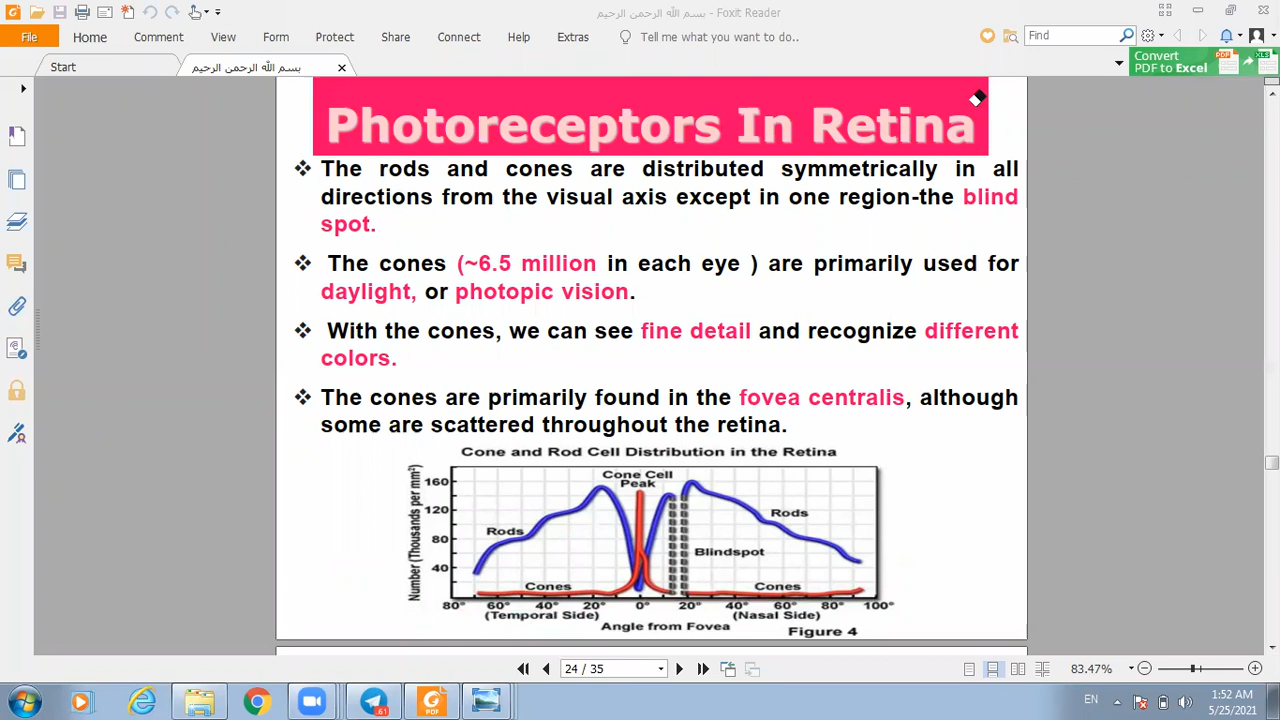 بسم الله الرحمن الرحيم - Foxit Reader
File Home Comment View Form Protect Share Connect Help Extras Tell me what you want to do.. Find
Start بسم الله الرحمن الرحيم
Convert
PDF to Excel
Photoreceptors In Retina
❖ The rods and cones are distributed symmetrically in all
directions from the visual axis except in one region-the blind
spot.
❖ The cones (~6.5 million in each eye ) are primarily used for
daylight, or photopic vision.
❖ With the cones, we can see fine detail and recognize different
colors.
❖ The cones are primarily found in the fovea centralis, although
some are scattered throughout the retina.
Cone and Rod Cell Distribution in the Retina
Number (Thousands per mm²)
160
120
80
40
Cone Cell
Peak
Rods
Rods
Blindspot
Cones
Cones
80° 60° 40° 20° 0° 20° 40° 60° 80° 100°
(Temporal Side) (Nasal Side)
Angle from Fovea
Figure 4
24 / 35
83.47%
61
PDF
EN
1:52 AM
5/25/2021